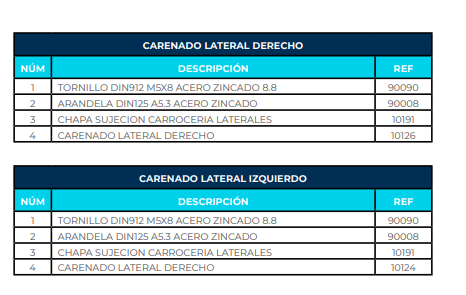 CARENADO LATERAL DERECHO
NÚM DESCRIPCIÓN REF
1 TORNILLO DIN912 M5X8 ACERO ZINCADO 8.8 90090
2 ARANDELA DIN125 A5.3 ACERO ZINCADO 90008
3 CHAPA SUJECION CARROCERIA LATERALES 10191
4 CARENADO LATERAL DERECHO 10126
CARENADO LATERAL IZQUIERDO
NÚM DESCRIPCIÓN REF
1 TORNILLO DIN912 M5X8 ACERO ZINCADO 8.8 90090
2 ARANDELA DIN125 A5.3 ACERO ZINCADO 90008
3 CHAPA SUJECION CARROCERIA LATERALES 10191
4 CARENADO LATERAL DERECHO 10124